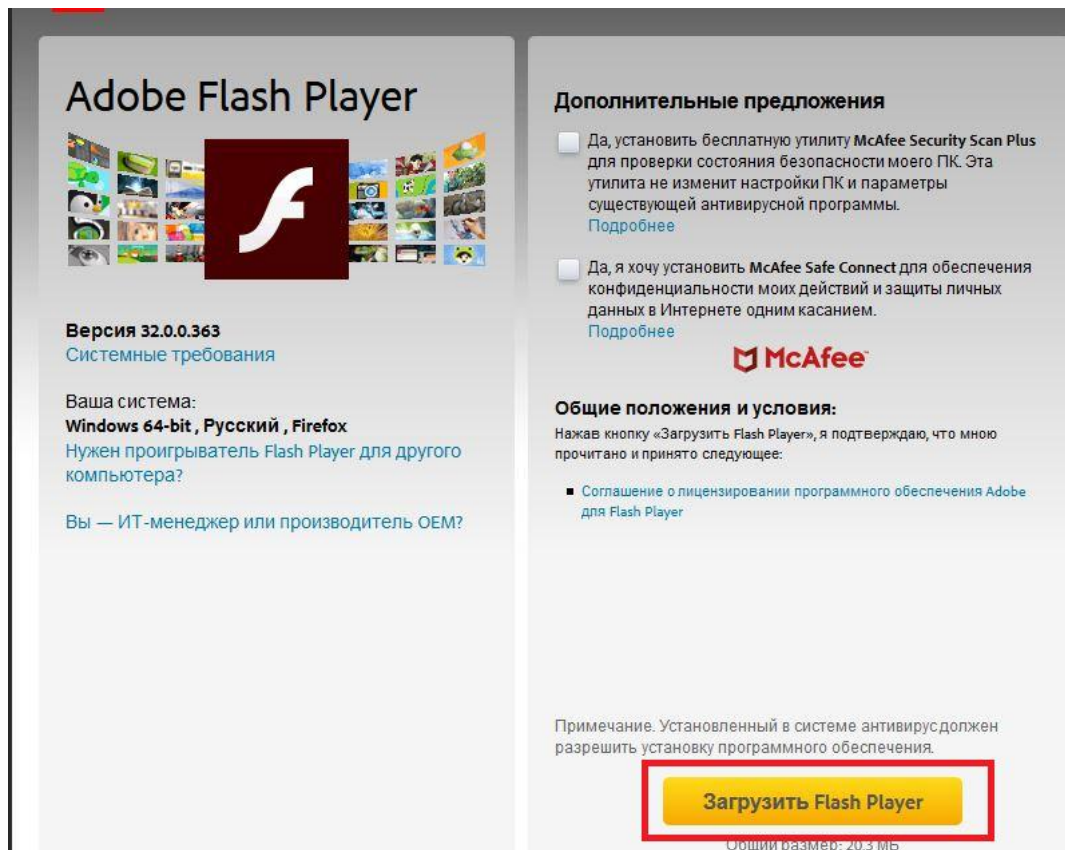 Adobe Flash Player
Версия 32.0.0.363
Системные требования
Ваша система:
Windows 64-bit , Русский , Firefox
Нужен проигрыватель Flash Player для другого
компьютера?
Вы — ИТ-менеджер или производитель OEM?
Дополнительные предложения
Да, установить бесплатную утилиту McAfee Security Scan Plus
для проверки состояния безопасности моего ПК. Эта
утилита не изменит настройки ПК и параметры
существующей антивирусной программы.
Подробнее
Да, я хочу установить McAfee Safe Connect для обеспечения
конфиденциальности моих действий и защиты личных
данных в Интернете одним касанием.
Подробнее
McAfee
Общие положения и условия:
Нажав кнопку «Загрузить Flash Player», я подтверждаю, что мною
прочитано и принято следующее:
Соглашение о лицензировании программного обеспечения Adobe
для Flash Player
Примечание. Установленный в системе антивирус должен
разрешить установку программного обеспечения.
Загрузить Flash Player
Общий размер: 20.3 МБ